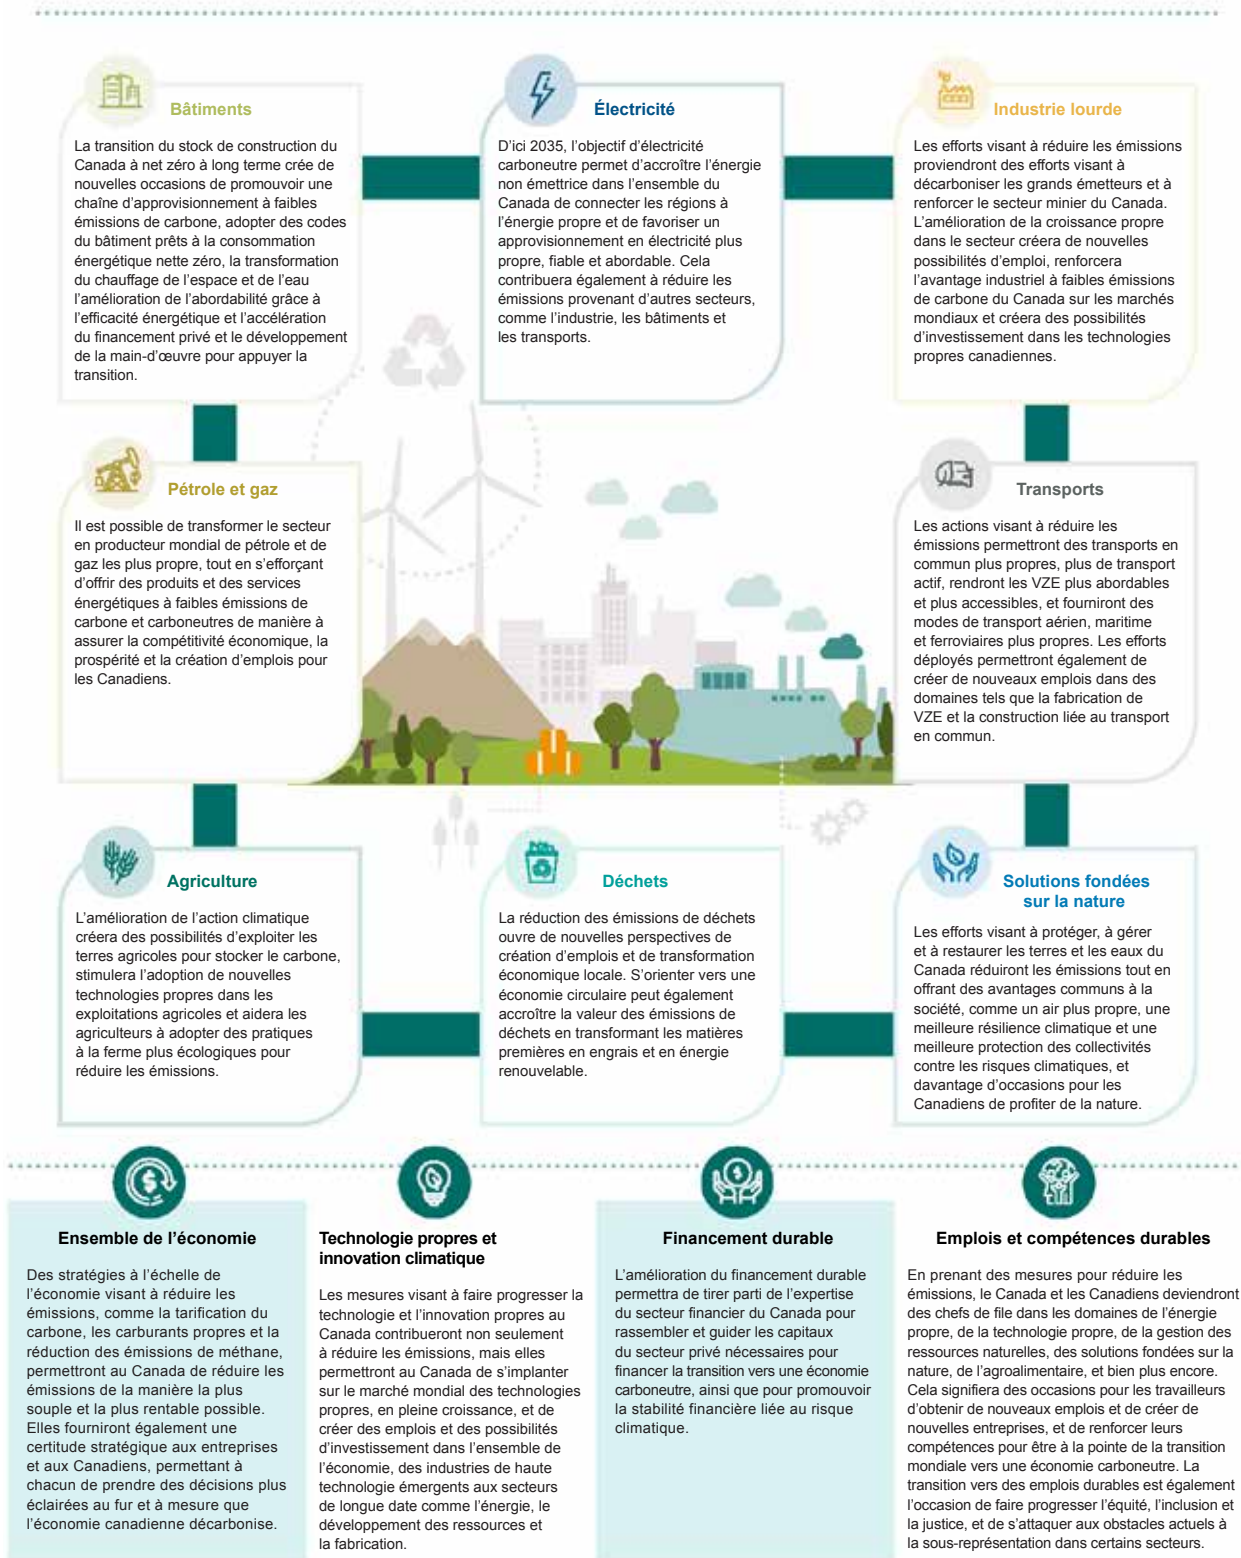 Bâtiments
La transition du stock de construction du
Canada à net zéro à long terme crée de
nouvelles occasions de promouvoir une
chaîne d'approvisionnement à faibles
émissions de carbone, adopter des codes
du bâtiment prêts à la consommation
énergétique nette zéro, la transformation
du chauffage de l'espace et de l'eau
l'amélioration de l'abordabilité grâce à
l'efficacité énergétique et l'accélération
du financement privé et le développement
de la main-d'œuvre pour appuyer la
transition.
Électricité
D'ici 2035, l'objectif d'électricité
carboneutre permet d'accroître l'énergie
non émettrice dans l'ensemble du
Canada de connecter les régions à
l'énergie propre et de favoriser un
approvisionnement en électricité plus
propre, fiable et abordable. Cela
contribuera également à réduire les
émissions provenant d'autres secteurs,
comme l'industrie, les bâtiments et
les transports.
Industrie lourde
Les efforts visant à réduire les émissions
proviendront des efforts visant à
décarboniser les grands émetteurs et à
renforcer le secteur minier du Canada.
L'amélioration de la croissance propre
dans le secteur créera de nouvelles
possibilités d'emploi, renforcera
l'avantage industriel à faibles émissions
de carbone du Canada sur les marchés
mondiaux et créera des possibilités
d'investissement dans les technologies
propres canadiennes.
Pétrole et gaz
Il est possible de transformer le secteur
en producteur mondial de pétrole et de
gaz les plus propre, tout en s'efforçant
d'offrir des produits et des services
énergétiques à faibles émissions de
carbone et carboneutres de manière à
assurer la compétitivité économique, la
prospérité et la création d'emplois pour
les Canadiens.
Transports
Les actions visant à réduire les
émissions permettront des transports en
commun plus propres, plus de transport
actif, rendront les VZE plus abordables
et plus accessibles, et fourniront des
modes de transport aérien, maritime
et ferroviaires plus propres. Les efforts
déployés permettront également de
créer de nouveaux emplois dans des
domaines tels que la fabrication de
VZE et la construction liée au transport
en commun.
Agriculture
L'amélioration de l'action climatique
créera des possibilités d'exploiter les
terres agricoles pour stocker le carbone,
stimulera l'adoption de nouvelles
technologies propres dans les
exploitations agricoles et aidera les
agriculteurs à adopter des pratiques
à la ferme plus écologiques pour
réduire les émissions.
Déchets
La réduction des émissions de déchets
ouvre de nouvelles perspectives de
création d'emplois et de transformation
économique locale. S'orienter vers une
économie circulaire peut également
accroître la valeur des émissions de
déchets en transformant les matières
premières en engrais et en énergie
renouvelable.
Solutions fondées
sur la nature
Les efforts visant à protéger, à gérer
et à restaurer les terres et les eaux du
Canada réduiront les émissions tout en
offrant des avantages communs à la
société, comme un air plus propre, une
meilleure résilience climatique et une
meilleure protection des collectivités
contre les risques climatiques, et
davantage d'occasions pour les
Canadiens de profiter de la nature.
Ensemble de l'économie
Des stratégies à l'échelle de
l'économie visant à réduire les
émissions, comme la tarification du
carbone, les carburants propres et la
réduction des émissions de méthane,
permettront au Canada de réduire les
émissions de la manière la plus
souple et la plus rentable possible.
Elles fourniront également une
certitude stratégique aux entreprises
et aux Canadiens, permettant à
chacun de prendre des décisions plus
éclairées au fur et à mesure que
l'économie canadienne décarbonise.
Technologie propres et
innovation climatique
Les mesures visant à faire progresser la
technologie et l'innovation propres au
Canada contribueront non seulement
à réduire les émissions, mais elles
permettront au Canada de s'implanter
sur le marché mondial des technologies
propres, en pleine croissance, et de
créer des emplois et des possibilités
d'investissement dans l'ensemble de
l'économie, des industries de haute
technologie émergents aux secteurs
de longue date comme l'énergie, le
développement des ressources et
la fabrication.
Financement durable
L'amélioration du financement durable
permettra de tirer parti de l'expertise
du secteur financier du Canada pour
rassembler et guider les capitaux
du secteur privé nécessaires pour
financer la transition vers une économie
carboneutre, ainsi que pour promouvoir
la stabilité financière liée au risque
climatique.
Emplois et compétences durables
En prenant des mesures pour réduire les
émissions, le Canada et les Canadiens deviendront
des chefs de file dans les domaines de l'énergie
propre, de la technologie propre, de la gestion des
ressources naturelles, des solutions fondées sur la
nature, de l'agroalimentaire, et bien plus encore.
Cela signifiera des occasions pour les travailleurs
d'obtenir de nouveaux emplois et de créer de
nouvelles entreprises, et de renforcer leurs
compétences pour être à la pointe de la transition
mondiale vers une économie carboneutre. La
transition vers des emplois durables est également
l'occasion de faire progresser l'équité, l'inclusion et
la justice, et de s'attaquer aux obstacles actuels à
la sous-représentation dans certains secteurs.